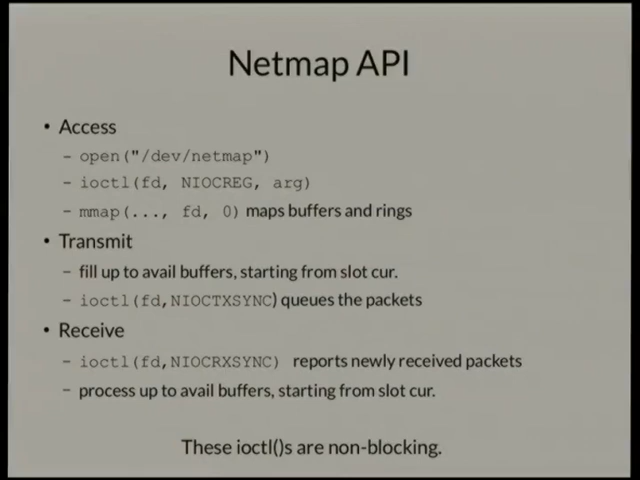 Netmap API
• Access
– open("/dev/netmap")
– ioctl(fd, NIOCREG, arg)
– mmap(..., fd, 0) maps buffers and rings
• Transmit
– fill up to avail buffers, starting from slot cur.
– ioctl(fd,NIOCTXSYNC) queues the packets
• Receive
– ioctl(fd,NIOCRXSYNC) reports newly received packets
– process up to avail buffers, starting from slot cur.
These ioctl()s are non-blocking.